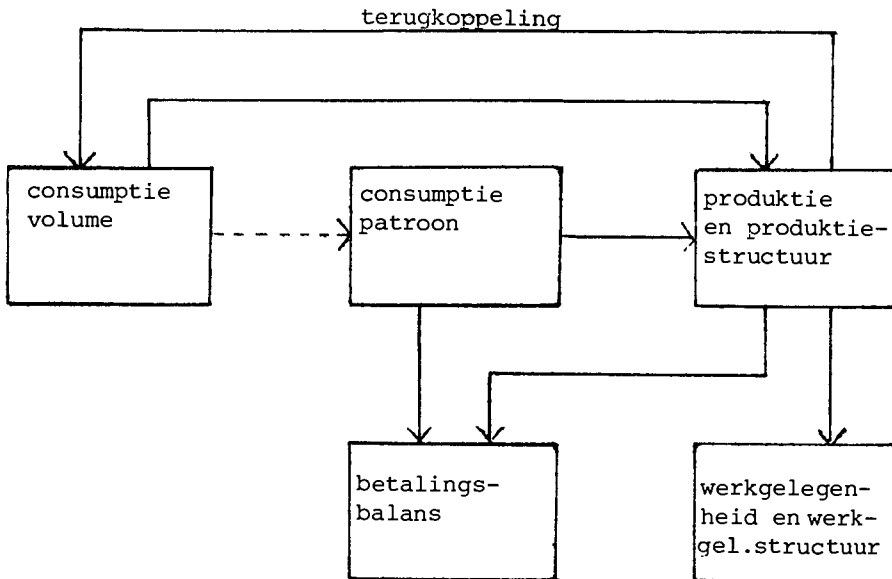 terugkoppeling
consumptie
volume
consumptie
patroon
produktie
en produktie-
structuur
betalings-
balans
werkgelegen-
heid en werk-
gel.structuur